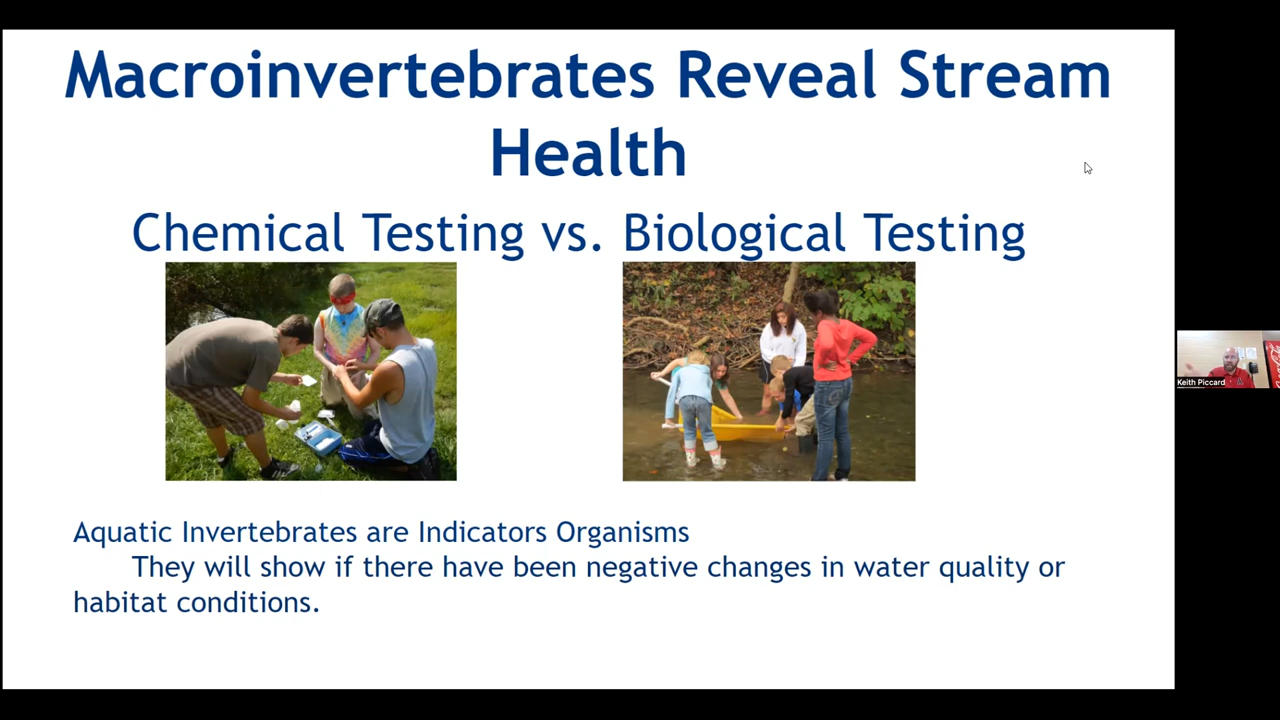 Macroinvertebrates Reveal Stream
Health
Chemical Testing vs. Biological Testing
Aquatic Invertebrates are Indicators Organisms
They will show if there have been negative changes in water quality or
habitat conditions.
Keith Piccard